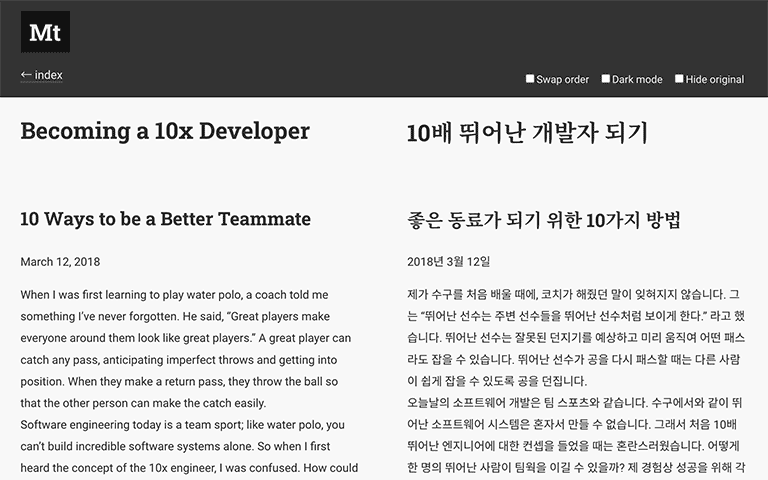 Mt
← index
Swap order
Dark mode
Hide original
Becoming a 10x Developer
10 Ways to be a Better Teammate
March 12, 2018
When I was first learning to play water polo, a coach told me
something I’ve never forgotten. He said, “Great players make
everyone around them look like great players.” A great player can
catch any pass, anticipating imperfect throws and getting into
position. When they make a return pass, they throw the ball so
that the other person can make the catch easily.
Software engineering today is a team sport; like water polo, you
can’t build incredible software systems alone. So when I first
heard the concept of the 10x engineer, I was confused. How could
10배 뛰어난 개발자 되기
좋은 동료가 되기 위한 10가지 방법
2018년 3월 12일
제가 수구를 처음 배울 때에, 코치가 해줬던 말이 잊혀지지 않습니다. 그
는 “뛰어난 선수는 주변 선수들을 뛰어난 선수처럼 보이게 한다.” 라고 했
습니다. 뛰어난 선수는 잘못된 던지기를 예상하고 미리 움직여 어떤 패스
라도 잡을 수 있습니다. 뛰어난 선수가 공을 다시 패스할 때는 다른 사람
이 쉽게 잡을 수 있도록 공을 던집니다.
오늘날의 소프트웨어 개발은 팀 스포츠와 같습니다. 수구에서와 같이 뛰
어난 소프트웨어 시스템은 혼자서 만들 수 없습니다. 그래서 처음 10배
뛰어난 엔지니어에 대한 컨셉을 들었을 때는 혼란스러웠습니다. 어떻게
한 명의 뛰어난 사람이 팀웍을 이길 수 있을까? 제 경험상 성공을 위해 각